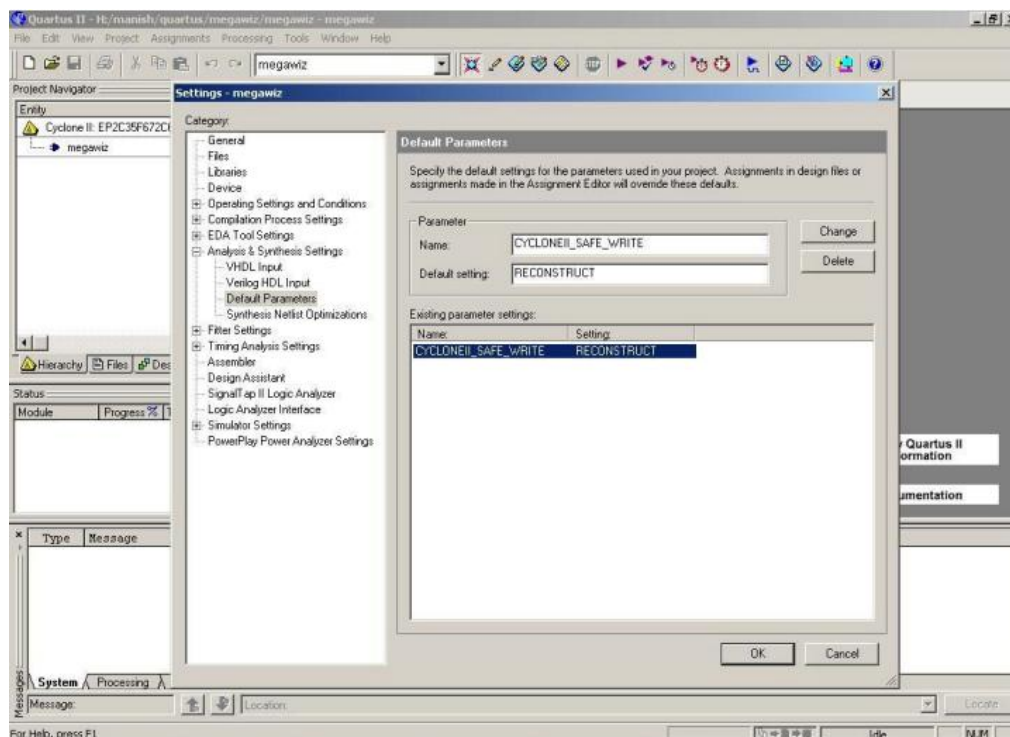 Quartus II - H:/manish/quartus/megawiz/megawiz - megawiz
File Edit View Project Assignments Processing Tools Window Help
megawiz
Project Navigator
Entity
Cyclone II: EP2C35F672C
megawiz
Hierarchy Files
Status
Module Progress %
Type Message
System Processing
Messages
Message:
Location:
Locate
For Help, press F1
Idle
NUM
Settings - megawiz
Category:
General
Files
Libraries
Device
Operating Settings and Conditions
Compilation Process Settings
EDA Tool Settings
Analysis & Synthesis Settings
VHDL Input
Verilog HDL Input
Default Parameters
Synthesis Netlist Optimizations
Fitter Settings
Timing Analysis Settings
Assembler
Design Assistant
SignalTap II Logic Analyzer
Logic Analyzer Interface
Simulator Settings
PowerPlay Power Analyzer Settings
Default Parameters
Specify the default settings for the parameters used in your project. Assignments in design files or
assignments made in the Assignment Editor will override these defaults.
Parameter
Name: CYCLONEII_SAFE_WRITE
Default setting: RECONSTRUCT
Change
Delete
Existing parameter settings:
Name: Setting:
CYCLONEII_SAFE_WRITE RECONSTRUCT
OK Cancel
Quartus II